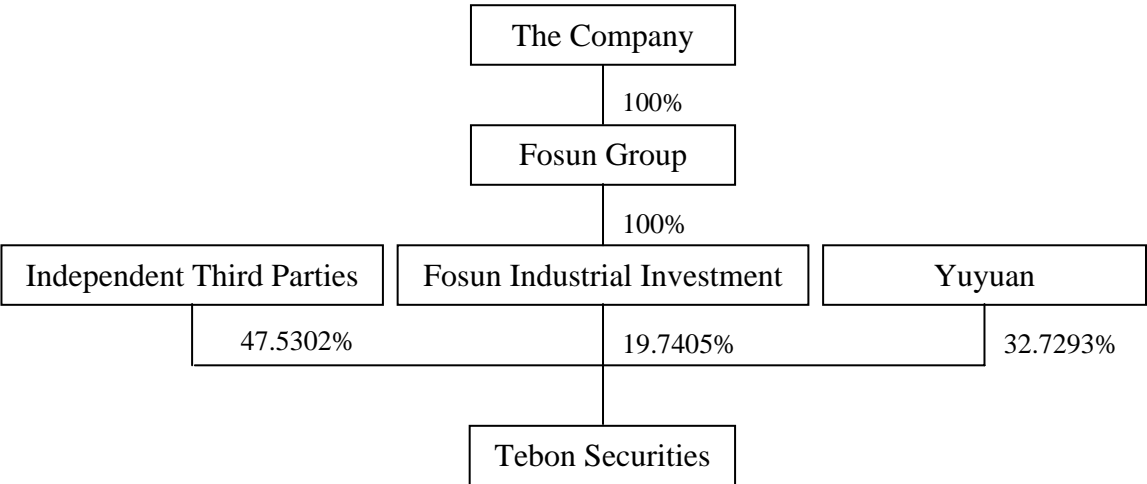 The Company
100%
Fosun Group
100%
Independent Third Parties
Fosun Industrial Investment
Yuyuan
47.5302%
19.7405%
32.7293%
Tebon Securities